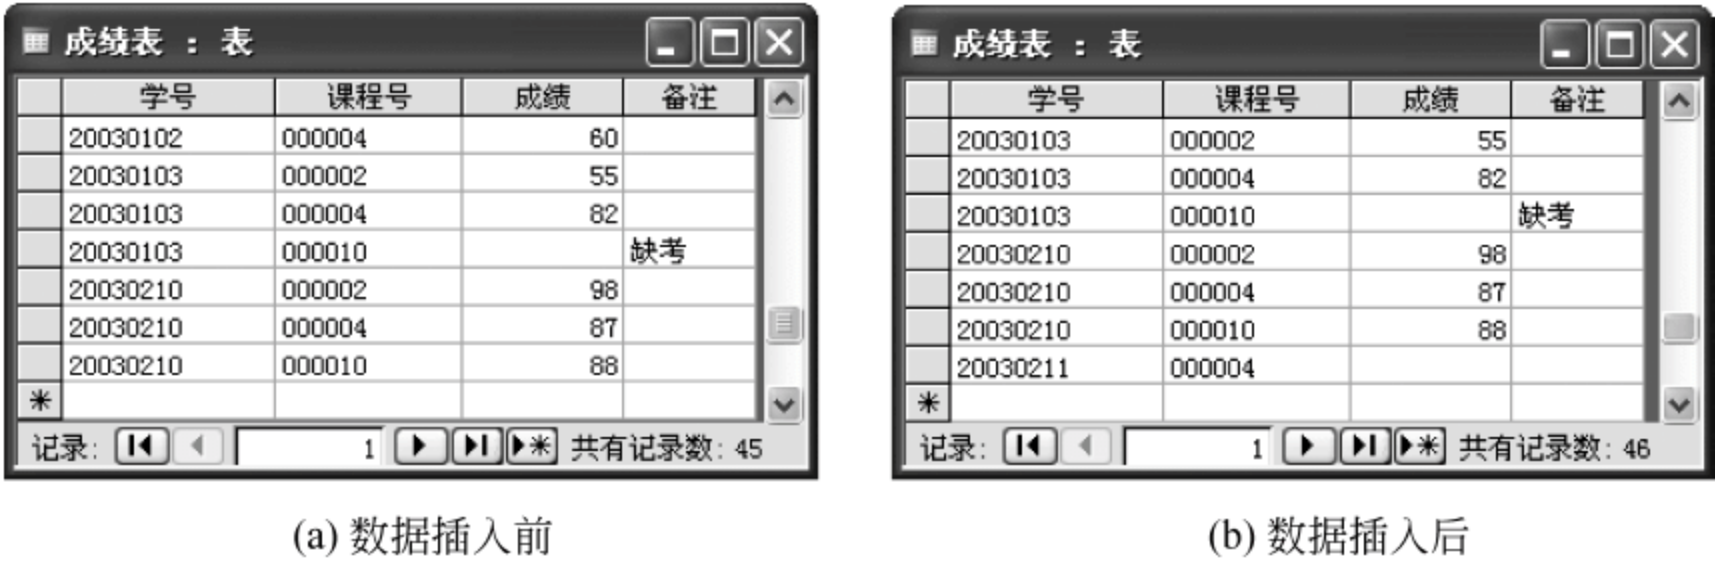 成绩表 : 表
学号 课程号 成绩 备注
20030102 000004 60
20030103 000002 55
20030103 000004 82
20030103 000010 缺考
20030210 000002 98
20030210 000004 87
20030210 000010 88
记录: 1 共有记录数: 45
(a) 数据插入前
成绩表 : 表
学号 课程号 成绩 备注
20030103 000002 55
20030103 000004 82
20030103 000010 缺考
20030210 000002 98
20030210 000004 87
20030210 000010 88
20030211 000004
记录: 1 共有记录数: 46
(b) 数据插入后